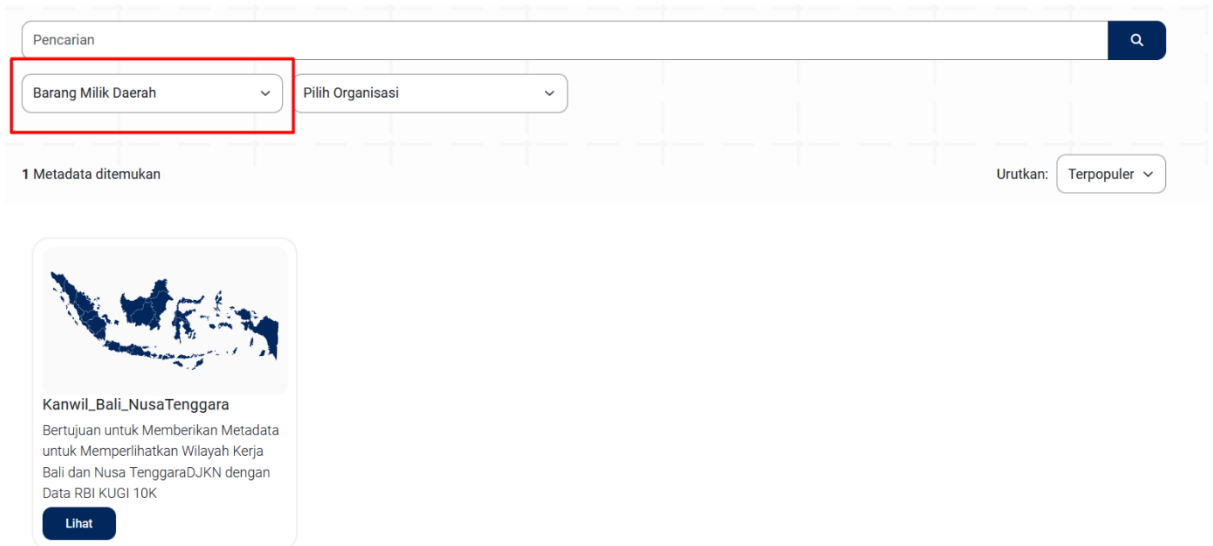 Pencarian
Barang Milik Daerah
Pilih Organisasi
1 Metadata ditemukan
Urutkan:
Terpopuler
Kanwil_Bali_NusaTenggara
Bertujuan untuk Memberikan Metadata
untuk Memperlihatkan Wilayah Kerja
Bali dan Nusa TenggaraDJKN dengan
Data RBI KUGI 10K
Lihat